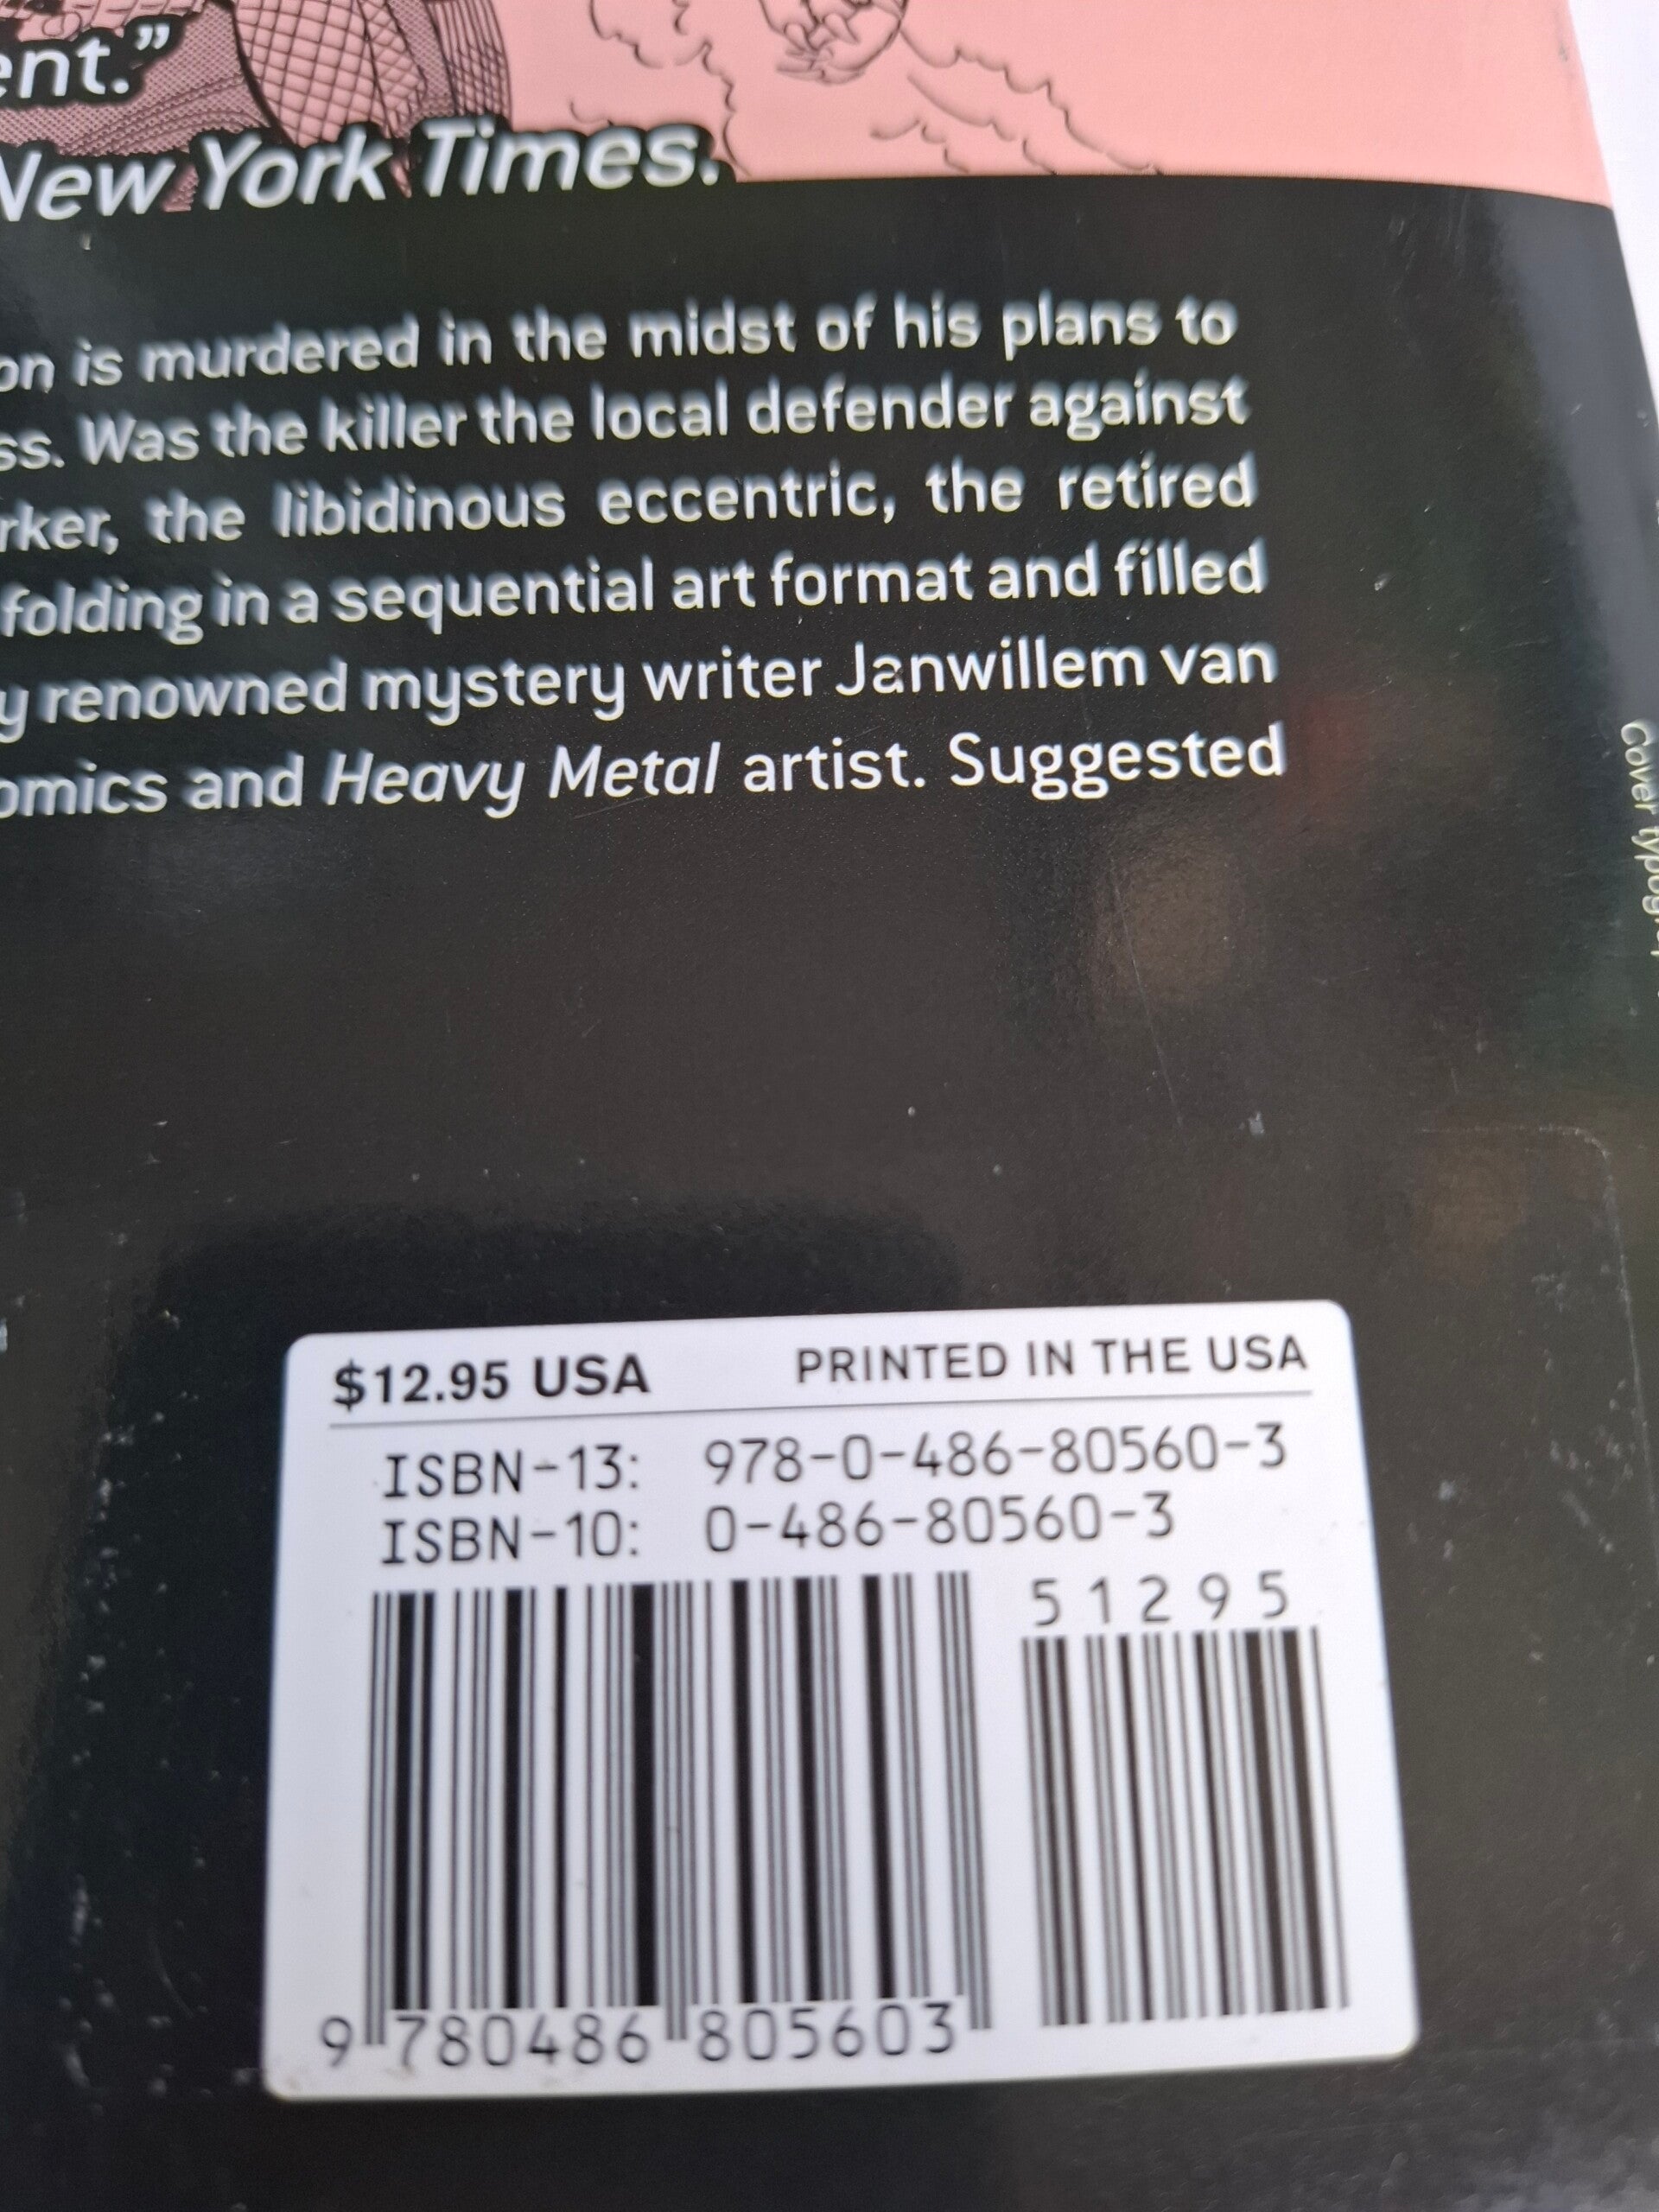 ent.”
New York Times.
on is murdered in the midst of his plans to
ss. Was the killer the local defender against
rker, the libidinous eccentric, the retired
folding in a sequential art format and filled
y renowned mystery writer Janwillem van
omics and Heavy Metal artist. Suggested
Cover typogr
$12.95 USA PRINTED IN THE USA
ISBN-13: 978-0-486-80560-3
ISBN-10: 0-486-80560-3
51295
9 780486 805603